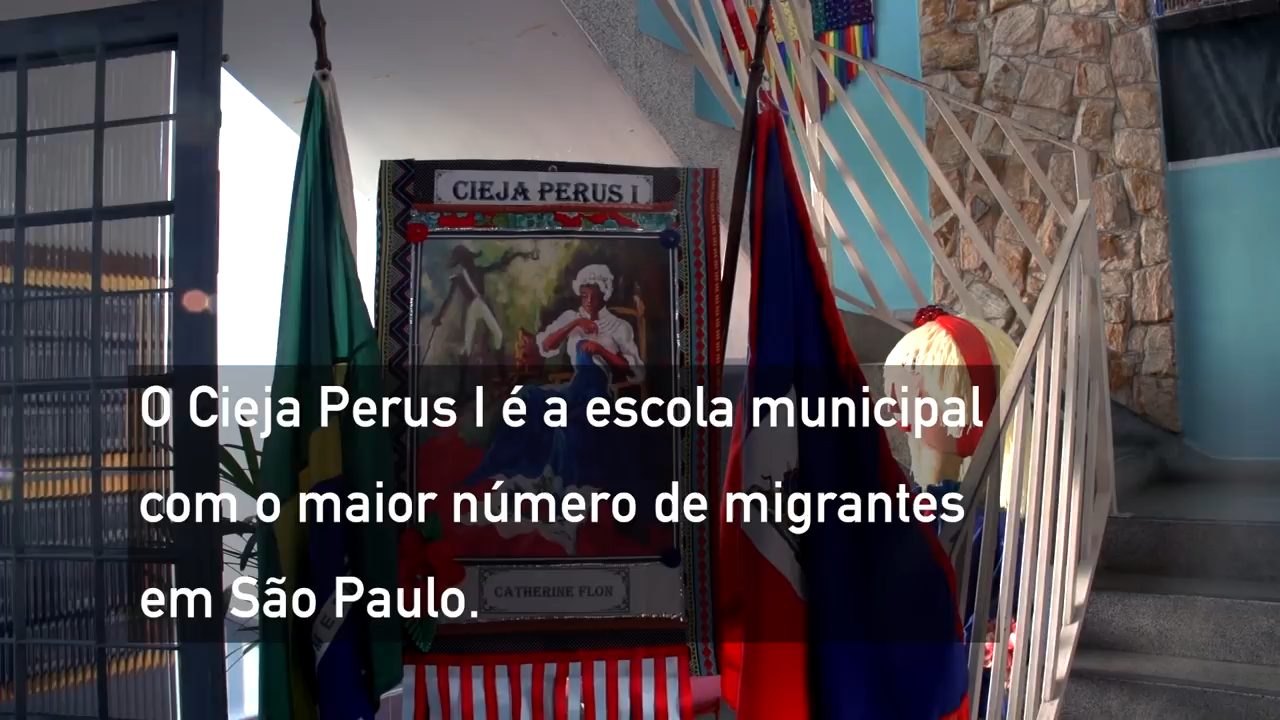 CIEJA PERUS I
O Cieja Perus I é a escola municipal
com o maior número de migrantes
em São Paulo.
CATHERINE FLON